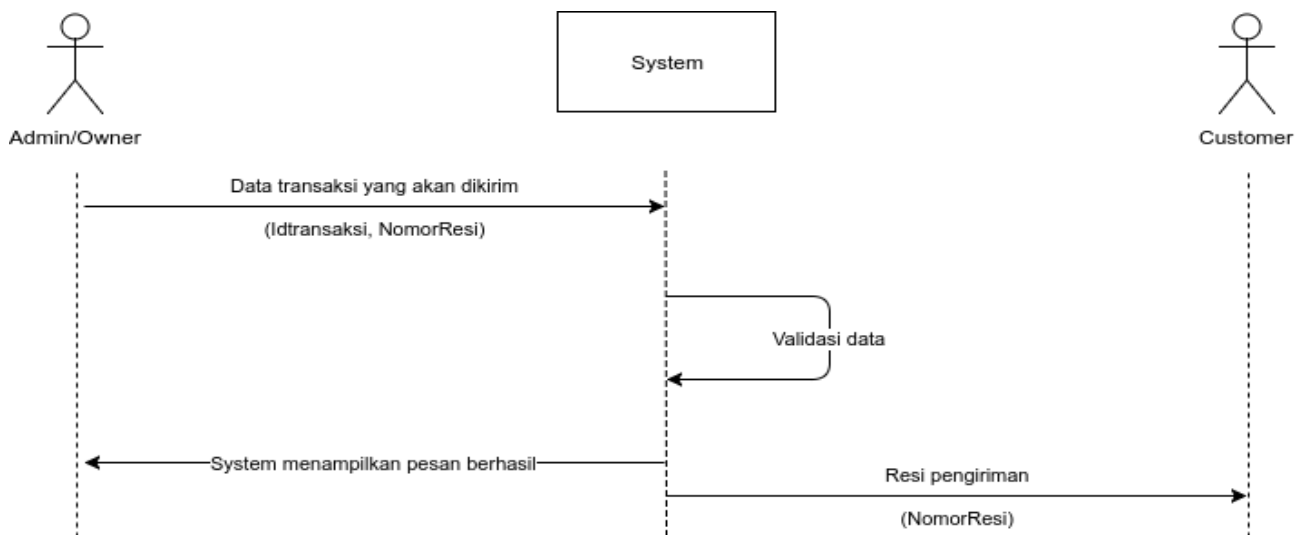 System
Admin/Owner
Customer
Data transaksi yang akan dikirim
(Idtransaksi, NomorResi)
Validasi data
System menampilkan pesan berhasil
Resi pengiriman
(NomorResi)